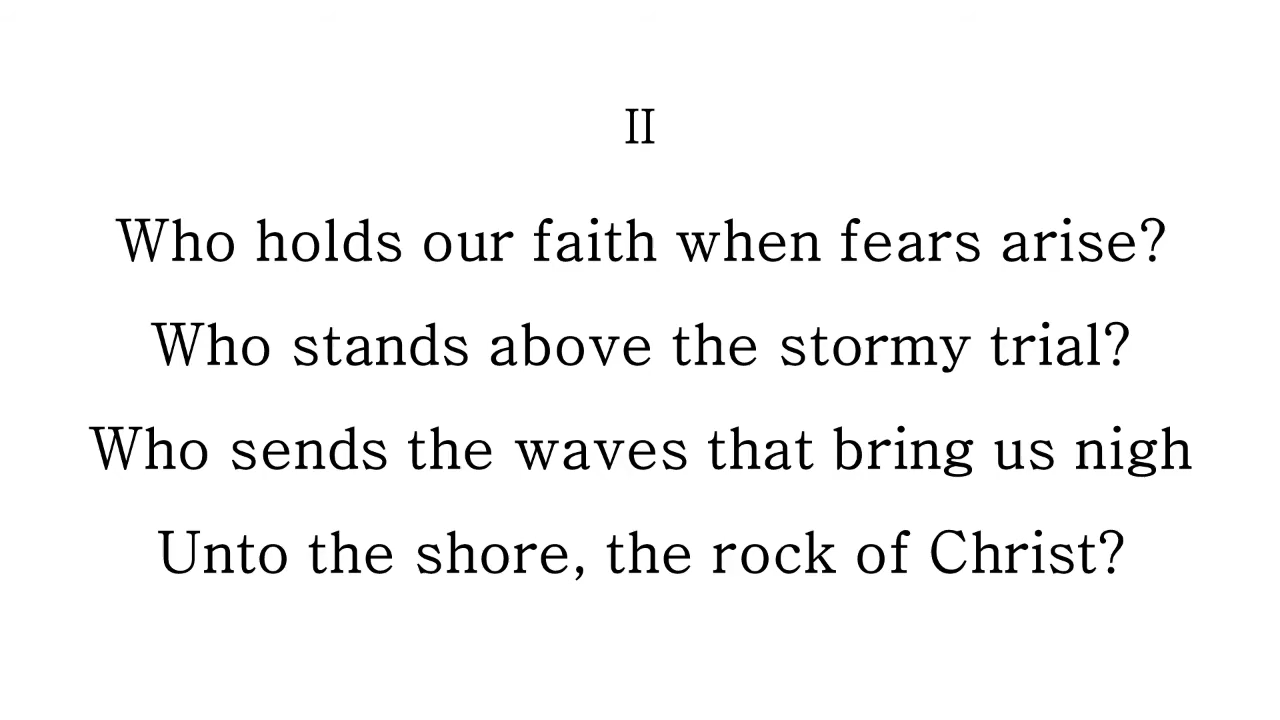 II
Who holds our faith when fears arise?
Who stands above the stormy trial?
Who sends the waves that bring us nigh
Unto the shore, the rock of Christ?